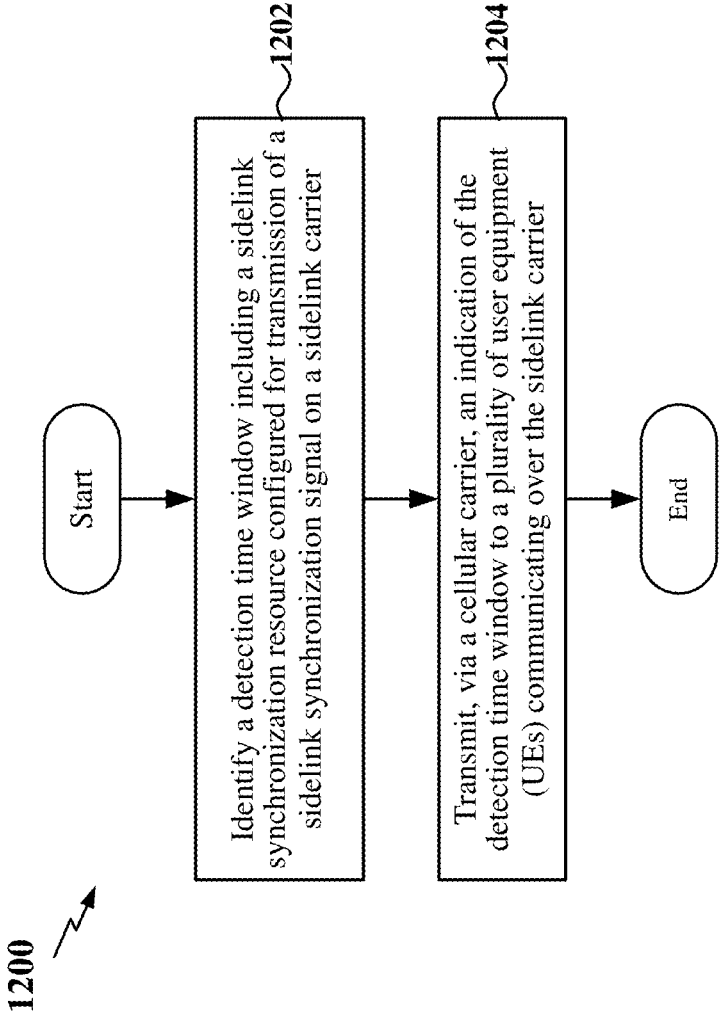 1200
Start
Identify a detection time window including a sidelink
synchronization resource configured for transmission of a
sidelink synchronization signal on a sidelink carrier
1202
Transmit, via a cellular carrier, an indication of the
detection time window to a plurality of user equipment
(UEs) communicating over the sidelink carrier
1204
End